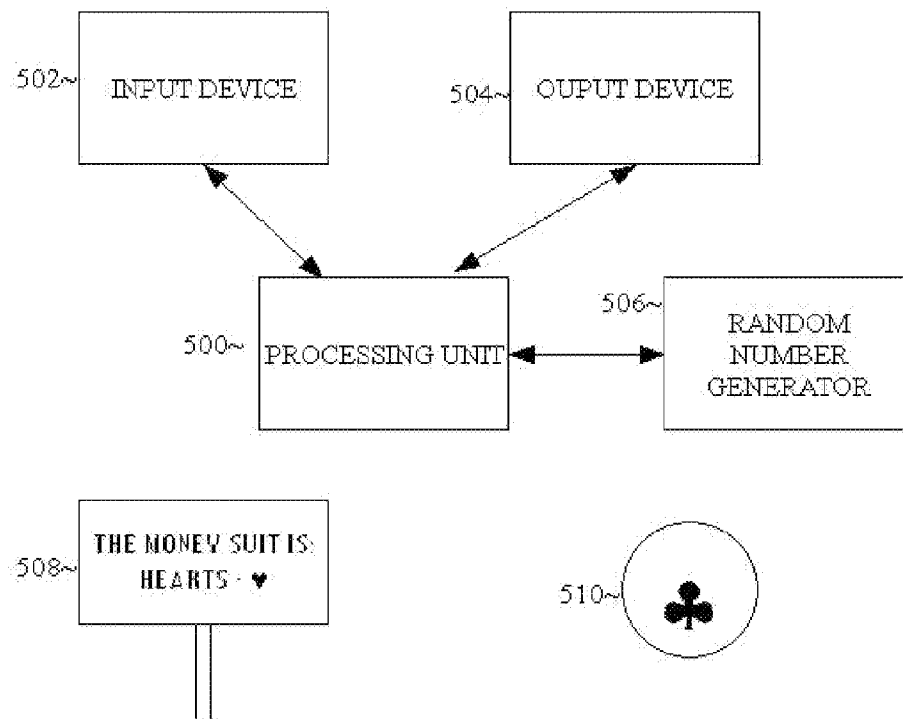 502~
INPUT DEVICE
504~
OUPUT DEVICE
500~
PROCESSING UNIT
506~
RANDOM
NUMBER
GENERATOR
508~
THE MONEY SUIT IS:
HEARTS - ♥
510~